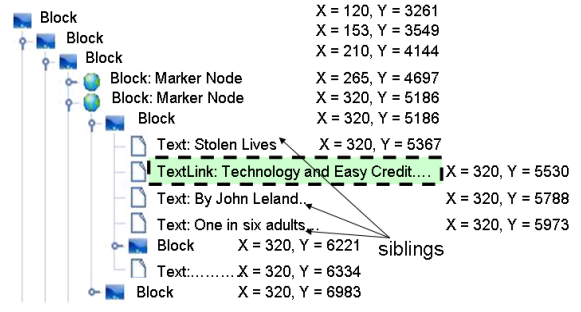 Block X = 120, Y = 3261
Block X = 153, Y = 3549
Block X = 210, Y = 4144
Block: Marker Node X = 265, Y = 4697
Block: Marker Node X = 320, Y = 5186
Block X = 320, Y = 5186
Text: Stolen Lives X = 320, Y = 5367
TextLink: Technology and Easy Credit.... X = 320, Y = 5530
Text: By John Leland... X = 320, Y = 5788
Text: One in six adults... X = 320, Y = 5973
siblings
Block X = 320, Y = 6221
Text:......... X = 320, Y = 6334
Block X = 320, Y = 6983